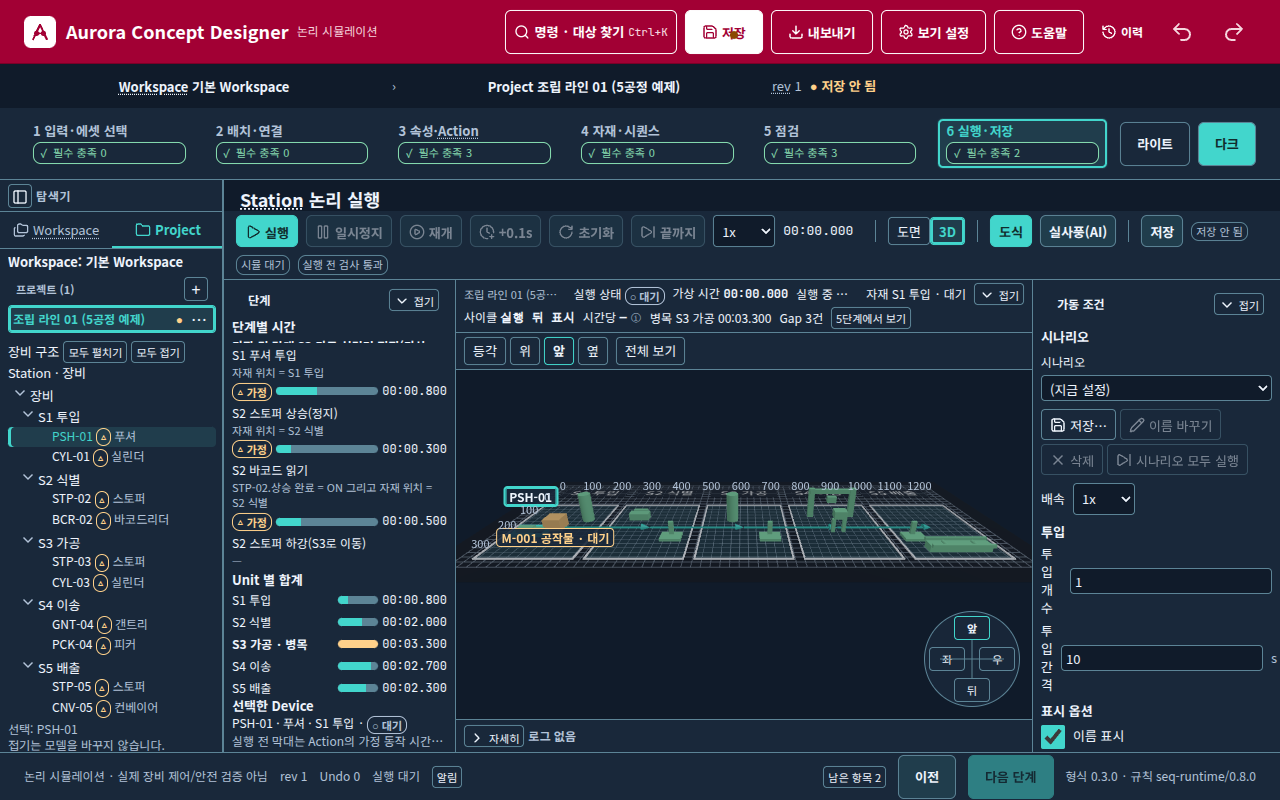 Aurora Concept Designer 논리 시뮬레이션
명령 · 대상 찾기 Ctrl+K
저장
내보내기
보기 설정
도움말
이력
Workspace 기본 Workspace › Project 조립 라인 01 (5공정 예제) rev 1 ● 저장 안 됨
1 입력·에셋 선택
✓ 필수 충족 0
2 배치·연결
✓ 필수 충족 0
3 속성·Action
✓ 필수 충족 3
4 자재·시퀀스
✓ 필수 충족 0
5 점검
✓ 필수 충족 3
6 실행·저장
✓ 필수 충족 2
라이트
다크
탐색기
Workspace
Project
Workspace: 기본 Workspace
프로젝트 (1)
+
조립 라인 01 (5공정 예제) ● ⋯
장비 구조 모두 펼치기 모두 접기
Station · 장비
장비
S1 투입
PSH-01 푸셔
CYL-01 실린더
S2 식별
STP-02 스토퍼
BCR-02 바코드리더
S3 가공
STP-03 스토퍼
CYL-03 실린더
S4 이송
GNT-04 갠트리
PCK-04 피커
S5 배출
STP-05 스토퍼
CNV-05 컨베이어
선택: PSH-01
접기는 모델을 바꾸지 않습니다.
Station 논리 실행
실행
일시정지
재개
+0.1s
초기화
끝까지
1x
00:00.000
도면
3D
도식
실사풍(AI)
저장
저장 안 됨
시뮬 대기
실행 전 검사 통과
단계
접기
단계별 시간
S1 푸셔 투입
자재 위치 = S1 투입
▵ 가정 00:00.800
S2 스토퍼 상승(정지)
자재 위치 = S2 식별
▵ 가정 00:00.300
S2 바코드 읽기
STP-02.상승 완료 = ON 그리고 자재 위치 =
S2 식별
▵ 가정 00:00.500
S2 스토퍼 하강(S3로 이동)
—
Unit 별 합계
S1 투입 00:00.800
S2 식별 00:02.000
S3 가공 · 병목 00:03.300
S4 이송 00:02.700
S5 배출 00:02.300
선택한 Device
PSH-01 · 푸셔 · S1 투입 · ○ 대기
실행 전 막대는 Action의 가정 동작 시간…
조립 라인 01 (5공… 실행 상태 ○ 대기 가상 시간 00:00.000 실행 중 … 자재 S1 투입 · 대기
접기
사이클 실행 뒤 표시 시간당 – ⓘ 병목 S3 가공 00:03.300 Gap 3건 5단계에서 보기
등각
위
앞
옆
전체 보기
0 100 200 300 400 500 600 700 800 900 1000 1100 1200
PSH-01
100
200
300
M-001 공작물 · 대기
앞
좌
우
뒤
자세히
로그 없음
가동 조건
접기
시나리오
시나리오
(지금 설정)
저장…
이름 바꾸기
삭제
시나리오 모두 실행
배속 1x
투입
투입 개수 1
투입 간격 10 s
표시 옵션
이름 표시
논리 시뮬레이션 · 실제 장비 제어/안전 검증 아님 rev 1 Undo 0 실행 대기 알림
남은 항목 2
이전
다음 단계
형식 0.3.0 · 규칙 seq-runtime/0.8.0